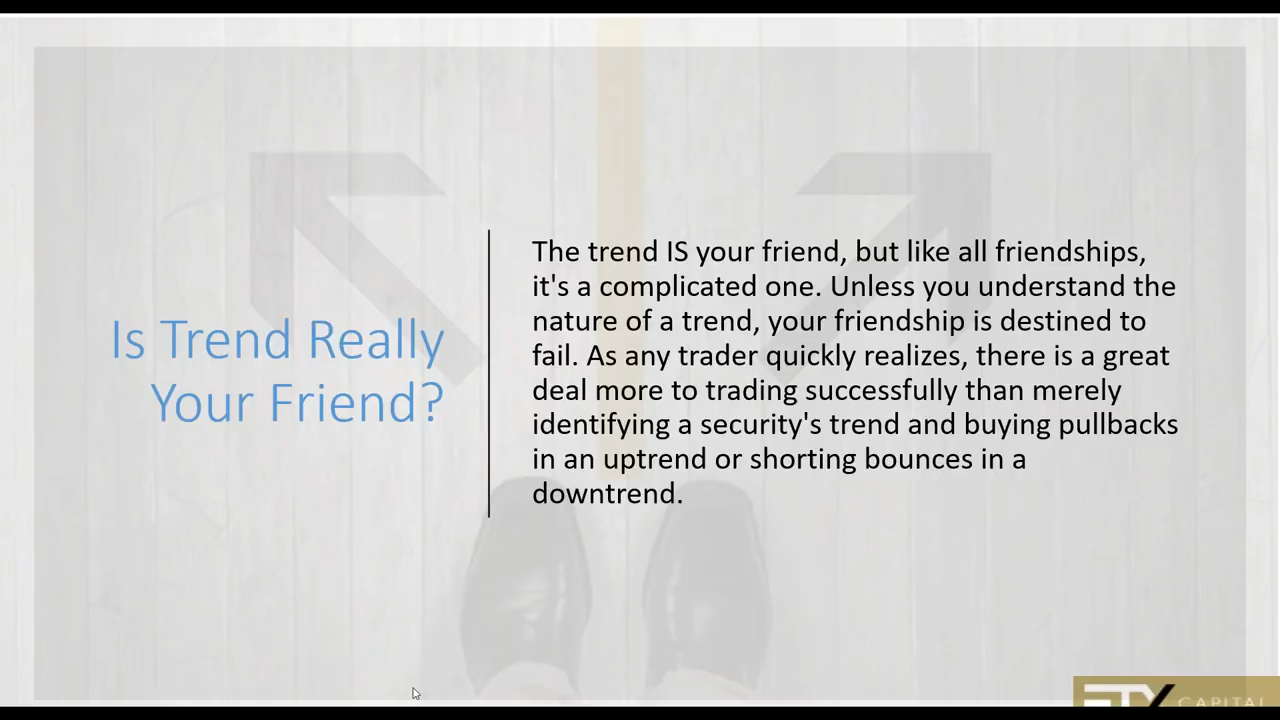 Is Trend Really
Your Friend?
The trend IS your friend, but like all friendships,
it's a complicated one. Unless you understand the
nature of a trend, your friendship is destined to
fail. As any trader quickly realizes, there is a great
deal more to trading successfully than merely
identifying a security's trend and buying pullbacks
in an uptrend or shorting bounces in a
downtrend.
CAPITAL